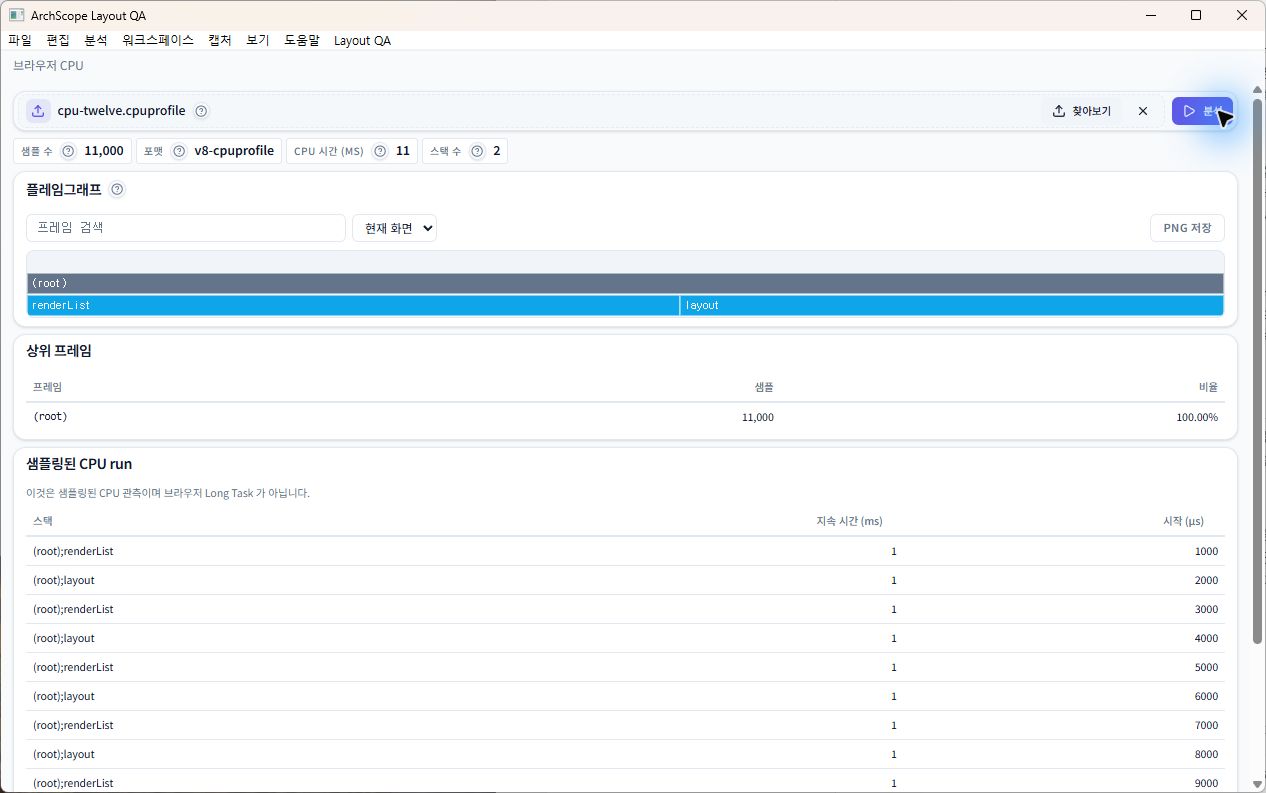 ArchScope Layout QA
파일 편집 분석 워크스페이스 캡처 보기 도움말 Layout QA
브라우저 CPU
cpu-twelve.cpuprofile ? 찾아보기
샘플 수 ? 11,000 포맷 ? v8-cpuprofile CPU 시간 (MS) ? 11 스택 수 ? 2
플레임그래프 ?
프레임 검색 현재 화면 PNG 저장
(root)
renderList layout
상위 프레임
프레임 샘플 비율
(root) 11,000 100.00%
샘플링된 CPU run
이것은 샘플링된 CPU 관측이며 브라우저 Long Task 가 아닙니다.
스택 지속 시간 (ms) 시작 (μs)
(root);renderList 1 1000
(root);layout 1 2000
(root);renderList 1 3000
(root);layout 1 4000
(root);renderList 1 5000
(root);layout 1 6000
(root);renderList 1 7000
(root);layout 1 8000
(root);renderList 1 9000